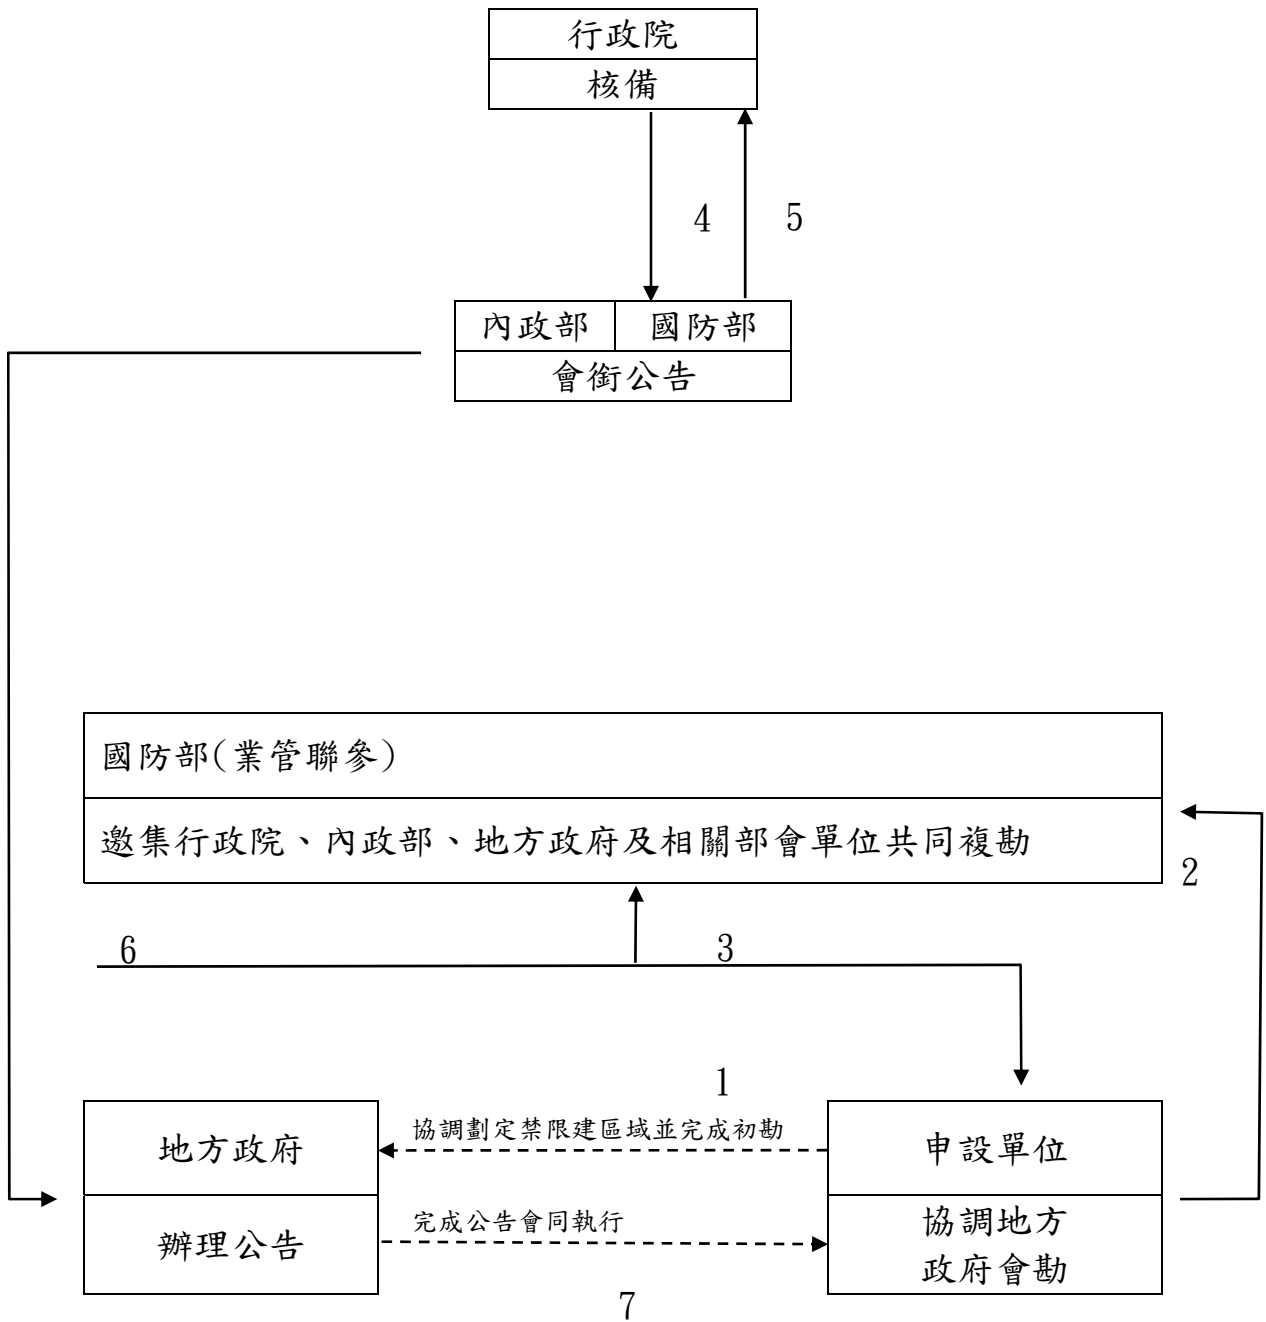 行政院
核備
4 5
內政部 國防部
會銜公告
國防部(業管聯參)
邀集行政院、內政部、地方政府及相關部會單位共同複勘
2
6 3
1
地方政府 協調劃定禁限建區域並完成初勘 申設單位
辦理公告 完成公告會同執行 協調地方
政府會勘
7